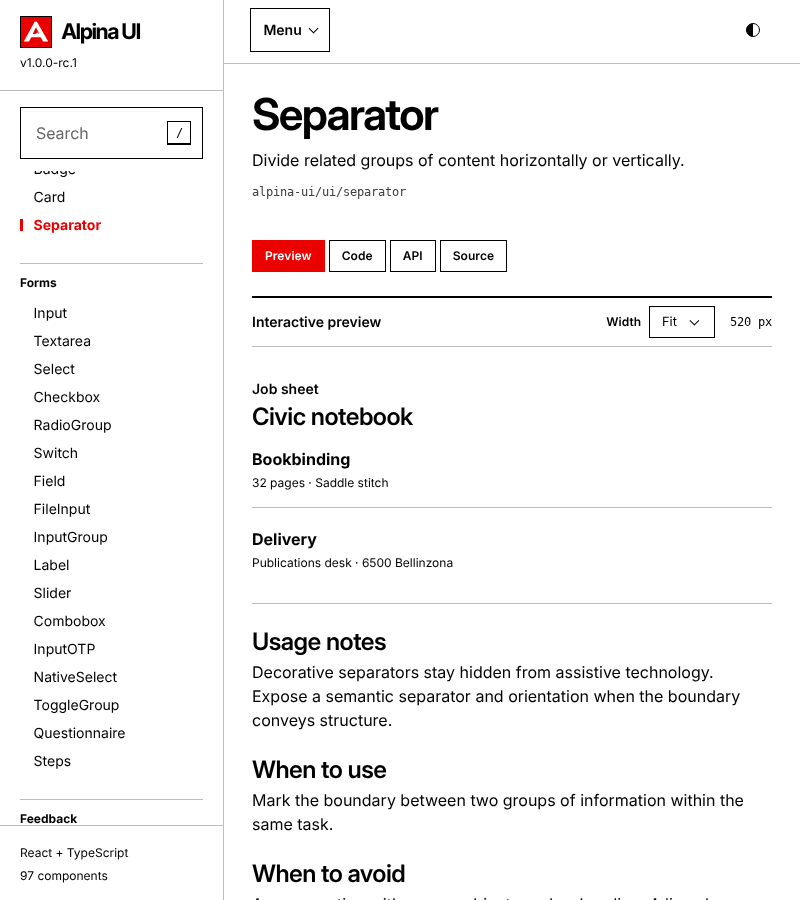 Alpina UI
v1.0.0-rc.1
Search /
Badge
Card
Separator
Forms
Input
Textarea
Select
Checkbox
RadioGroup
Switch
Field
FileInput
InputGroup
Label
Slider
Combobox
InputOTP
NativeSelect
ToggleGroup
Questionnaire
Steps
Feedback
React + TypeScript
97 components
Menu
Separator
Divide related groups of content horizontally or vertically.
alpina-ui/ui/separator
Preview Code API Source
Interactive preview Width Fit 520 px
Job sheet
Civic notebook
Bookbinding
32 pages · Saddle stitch
Delivery
Publications desk · 6500 Bellinzona
Usage notes
Decorative separators stay hidden from assistive technology.
Expose a semantic separator and orientation when the boundary
conveys structure.
When to use
Mark the boundary between two groups of information within the
same task.
When to avoid